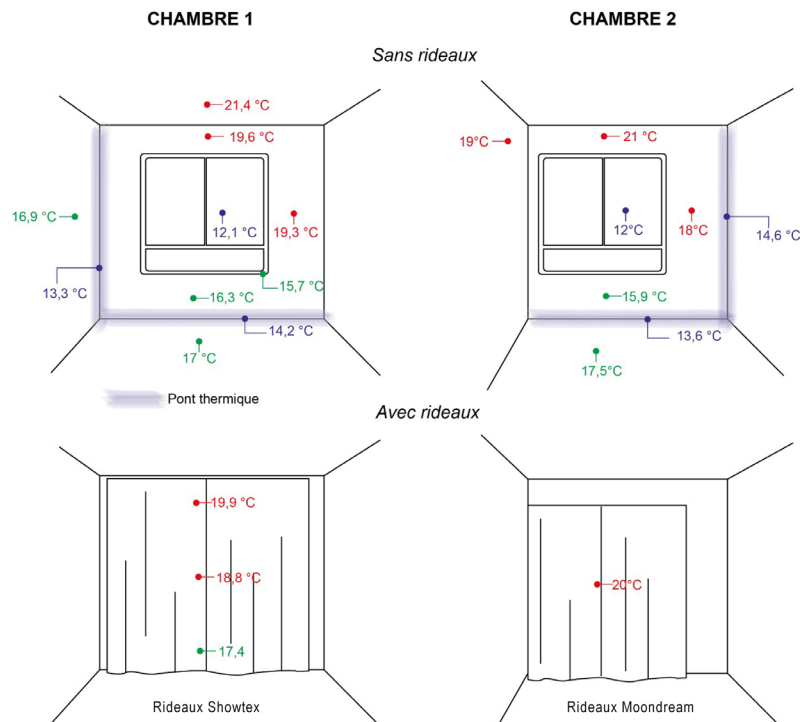 CHAMBRE 1
CHAMBRE 2
Sans rideaux
21,4 °C
19,6 °C
16,9 °C
12,1 °C
19,3 °C
13,3 °C
15,7 °C
16,3 °C
14,2 °C
17 °C
19°C
21 °C
12°C
18°C
14,6 °C
15,9 °C
13,6 °C
17,5°C
Pont thermique
Avec rideaux
19,9 °C
18,8 °C
17,4
20°C
Rideaux Showtex
Rideaux Moondream